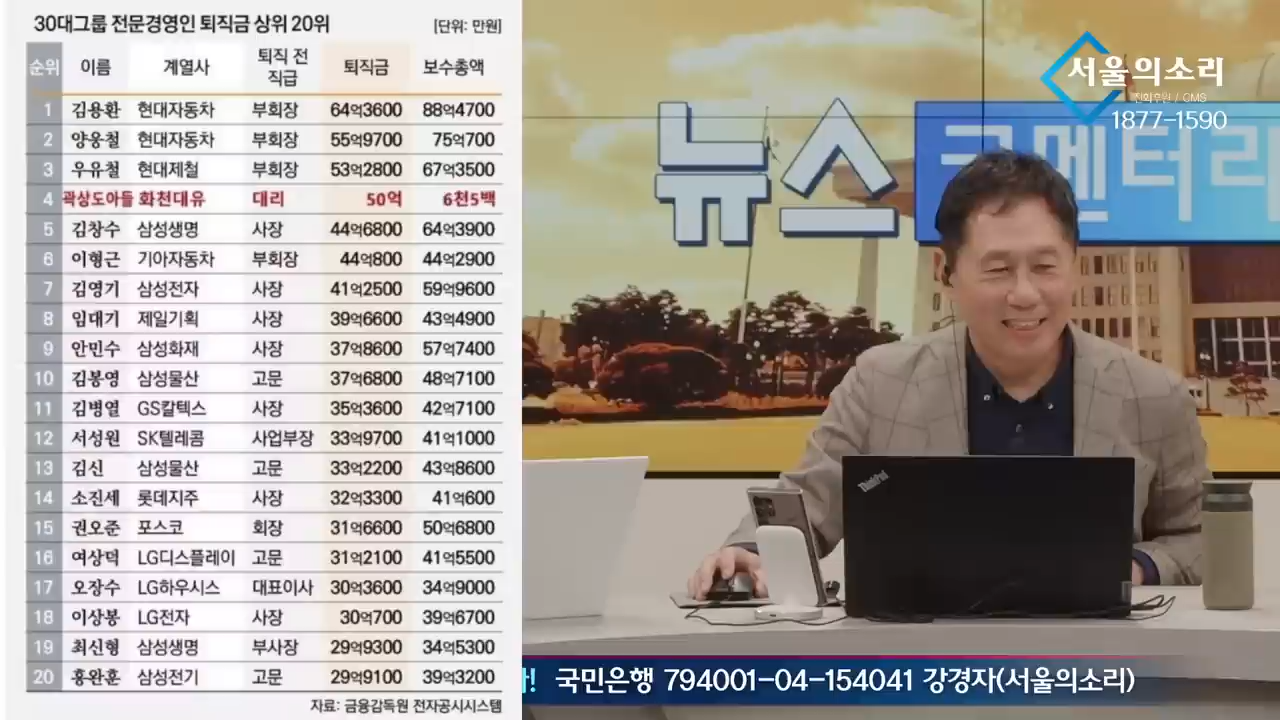 30대그룹 전문경영인 퇴직금 상위 20위 [단위: 만원]
순위 이름 계열사 퇴직 전 직급 퇴직금 보수총액
1 김용환 현대자동차 부회장 64억3600 88억4700
2 양웅철 현대자동차 부회장 55억9700 75억700
3 우유철 현대제철 부회장 53억2800 67억3500
4 곽상도아들 화천대유 대리 50억 6천5백
5 김창수 삼성생명 사장 44억6800 64억3900
6 이형근 기아자동차 부회장 44억800 44억2900
7 김영기 삼성전자 사장 41억2500 59억9600
8 임대기 제일기획 사장 39억6600 43억4900
9 안민수 삼성화재 사장 37억8600 57억7400
10 김봉영 삼성물산 고문 37억6800 48억7100
11 김병열 GS칼텍스 사장 35억3600 42억7100
12 서성원 SK텔레콤 사업부장 33억9700 41억1000
13 김신 삼성물산 고문 33억2200 43억8600
14 소진세 롯데지주 사장 32억3300 41억600
15 권오준 포스코 회장 31억6600 50억6800
16 여상덕 LG디스플레이 고문 31억2100 41억5500
17 오장수 LG하우시스 대표이사 30억3600 34억9000
18 이상봉 LG전자 사장 30억700 39억6700
19 최신형 삼성생명 부사장 29억9300 34억5300
20 홍완훈 삼성전기 고문 29억9100 39억3200
자료: 금융감독원 전자공시시스템
서울의소리
전화후원 / CMS
1877-1590
뉴스 코멘터리
ThinkPad
! 국민은행 794001-04-154041 강경자(서울의소리)